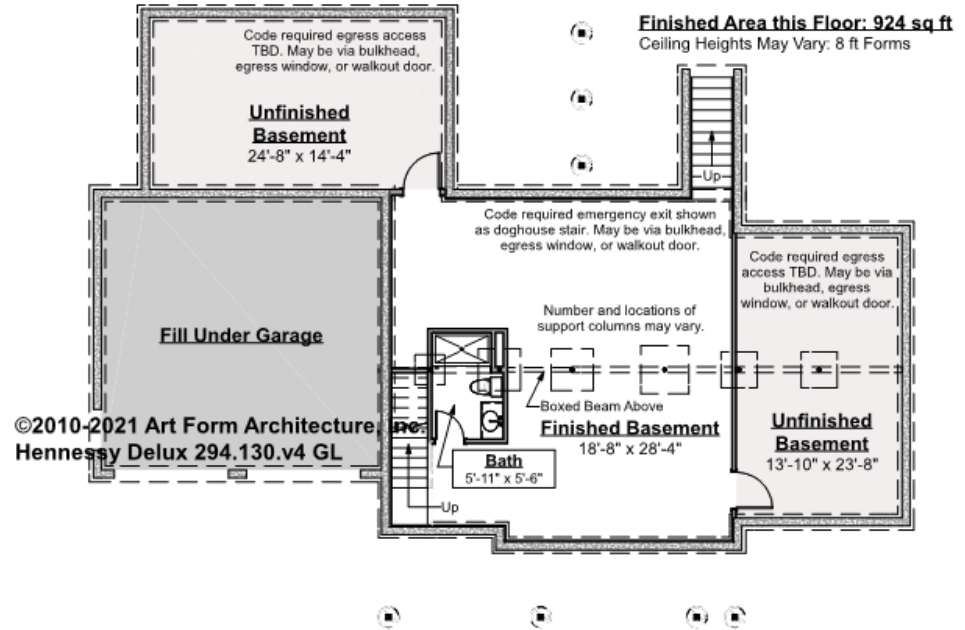 Finished Area this Floor: 924 sq ft
Ceiling Heights May Vary: 8 ft Forms
Code required egress access
TBD. May be via bulkhead,
egress window, or walkout door.
Unfinished
Basement
24'-8" x 14'-4"
Up
Code required emergency exit shown
as doghouse stair. May be via bulkhead,
egress window, or walkout door.
Code required egress
access TBD. May be via
bulkhead, egress
window, or walkout door.
Number and locations of
support columns may vary.
Fill Under Garage
Boxed Beam Above
Finished Basement
18'-8" x 28'-4"
Unfinished
Basement
13'-10" x 23'-8"
©2010-2021 Art Form Architecture, Inc.
Hennessy Delux 294.130.v4 GL
Bath
5'-11" x 5'-6"
Up